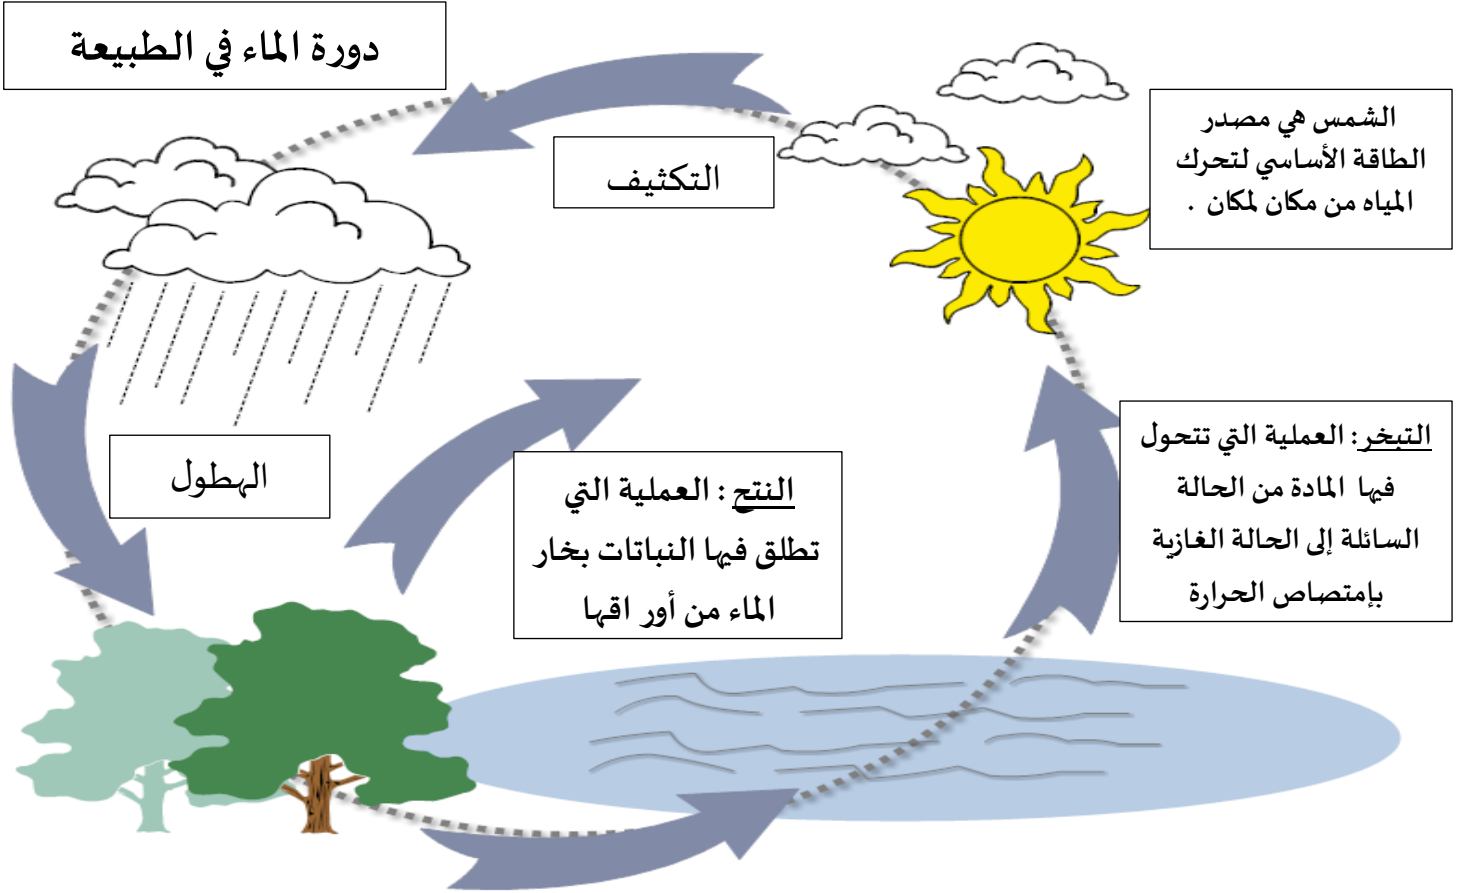 دورة الماء في الطبيعة
الشمس هي مصدر
الطاقة الأساسي لتحرك
المياه من مكان لمكان .
التكثيف
التبخر : العملية التي تتحول
فيها المادة من الحالة
السائلة إلى الحالة الغازية
بإمتصاص الحرارة
النتح : العملية التي
تطلق فيها النباتات بخار
الماء من أور اقها
الهطول